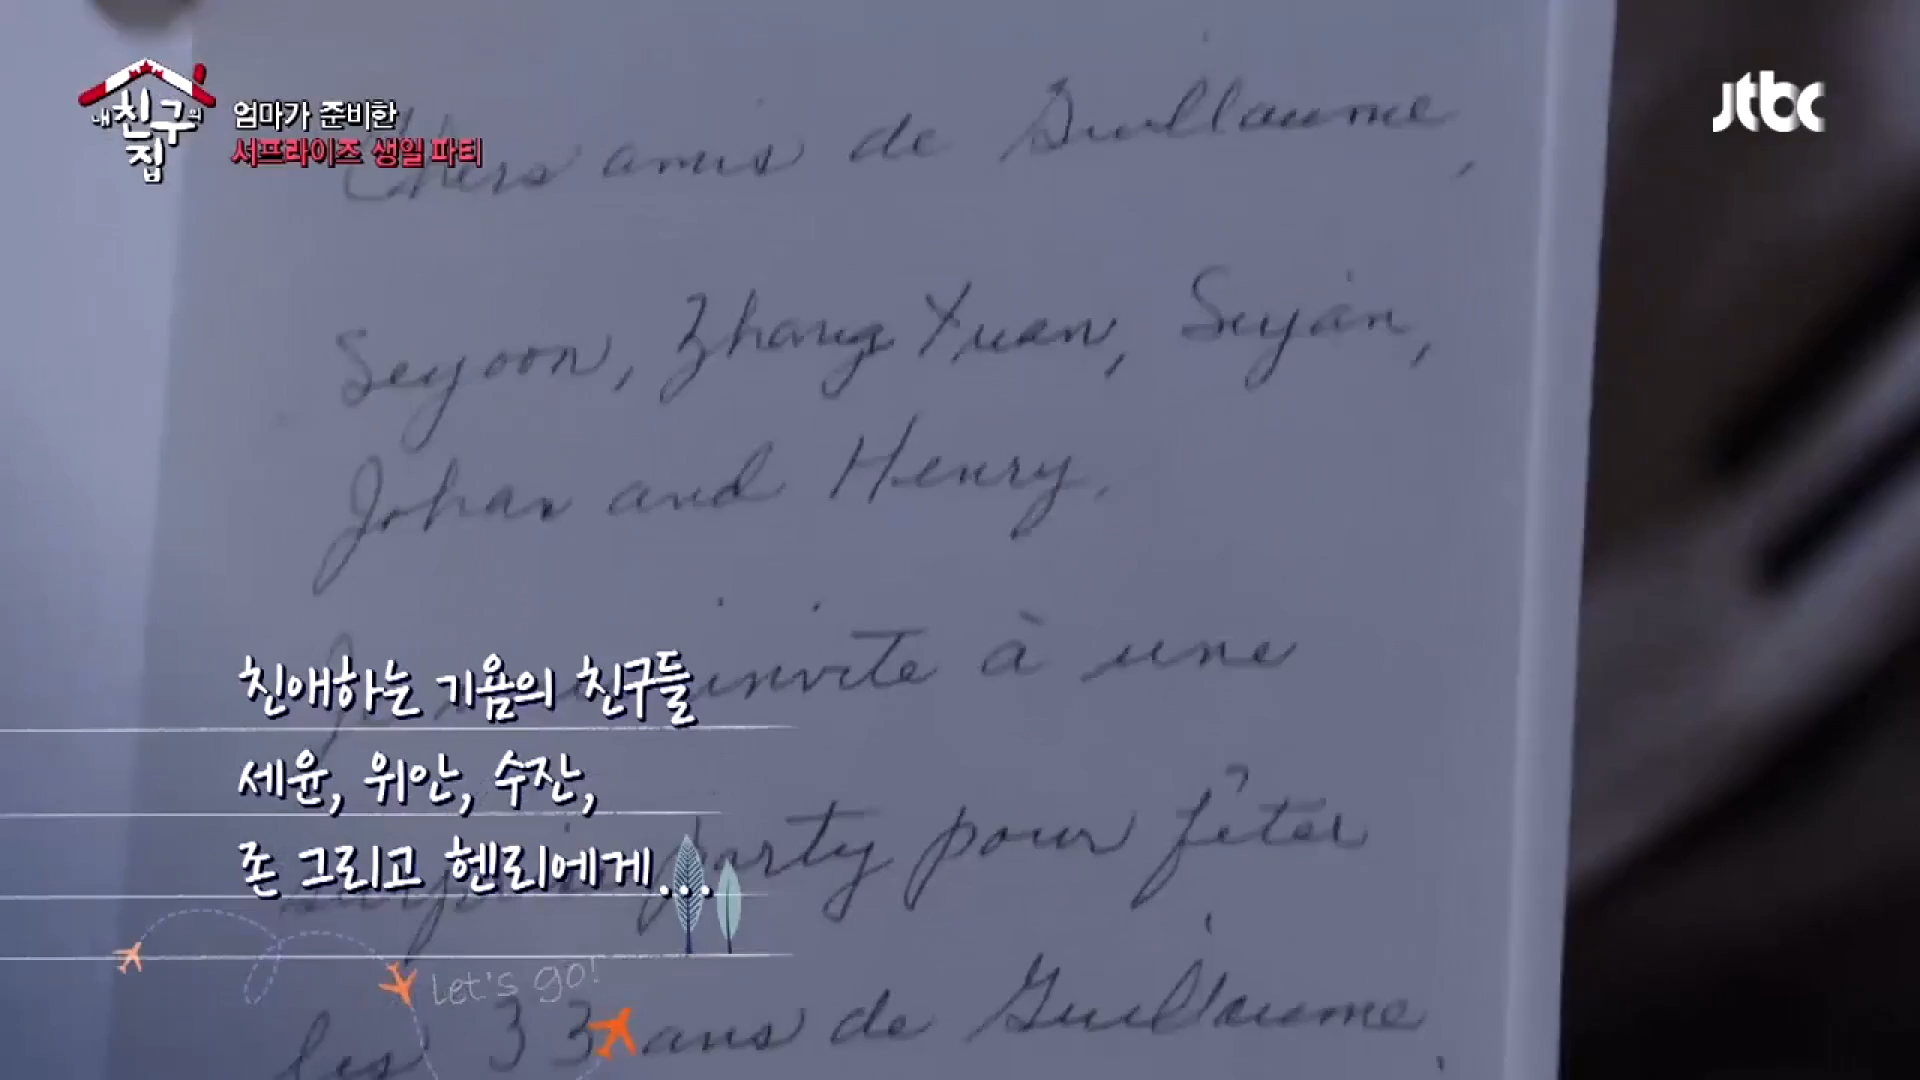 내 친구의 집
엄마가 준비한
서프라이즈 생일 파티
jtbc
Chers amis de Guillaume,
Seyoon, Zhang Yuan, Sujan,
Johan and Henry,
invite à une
party pour fêter
les 33 ans de Guillaume
친애하는 기욤의 친구들
세윤, 위안, 수잔,
존 그리고 헨리에게...
Let's go!